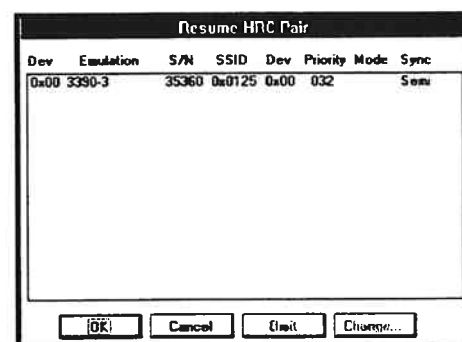 Resume HRC Pair
Dev Emulation S/N SSID Dev Priority Mode Sync
0x00 3390-3 35360 0x0125 0x00 032 Semi
OK Cancel Omit Change...